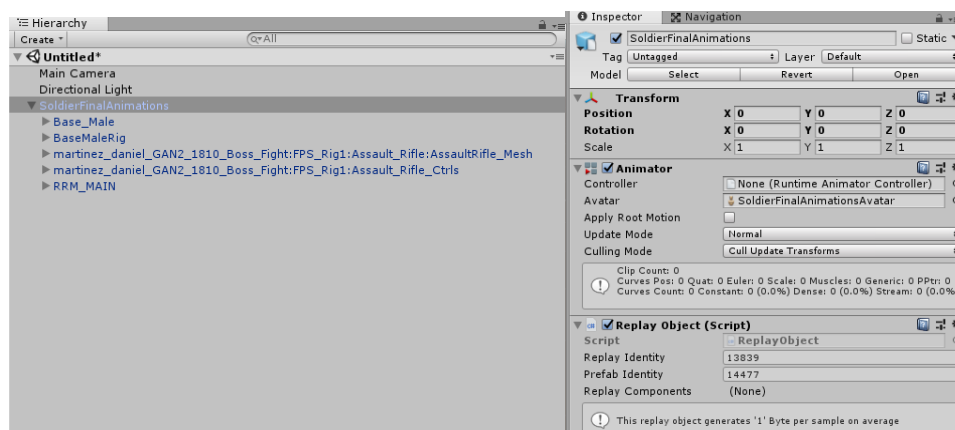 Hierarchy
Create
Q▾All
Untitled*
Main Camera
Directional Light
SoldierFinalAnimations
Base_Male
BaseMaleRig
martinez_daniel_GAN2_1810_Boss_Fight:FPS_Rig1:Assault_Rifle:AssaultRifle_Mesh
martinez_daniel_GAN2_1810_Boss_Fight:FPS_Rig1:Assault_Rifle_Ctrls
RRM_MAIN
Inspector Navigation
SoldierFinalAnimations Static
Tag Untagged Layer Default
Model Select Revert Open
Transform
Position X 0 Y 0 Z 0
Rotation X 0 Y 0 Z 0
Scale X 1 Y 1 Z 1
Animator
Controller None (Runtime Animator Controller)
Avatar SoldierFinalAnimationsAvatar
Apply Root Motion
Update Mode Normal
Culling Mode Cull Update Transforms
Clip Count: 0
Curves Pos: 0 Quat: 0 Euler: 0 Scale: 0 Muscles: 0 Generic: 0 PPtr: 0
Curves Count: 0 Constant: 0 (0.0%) Dense: 0 (0.0%) Stream: 0 (0.0%
Replay Object (Script)
Script ReplayObject
Replay Identity 13839
Prefab Identity 14477
Replay Components (None)
This replay object generates '1' Byte per sample on average